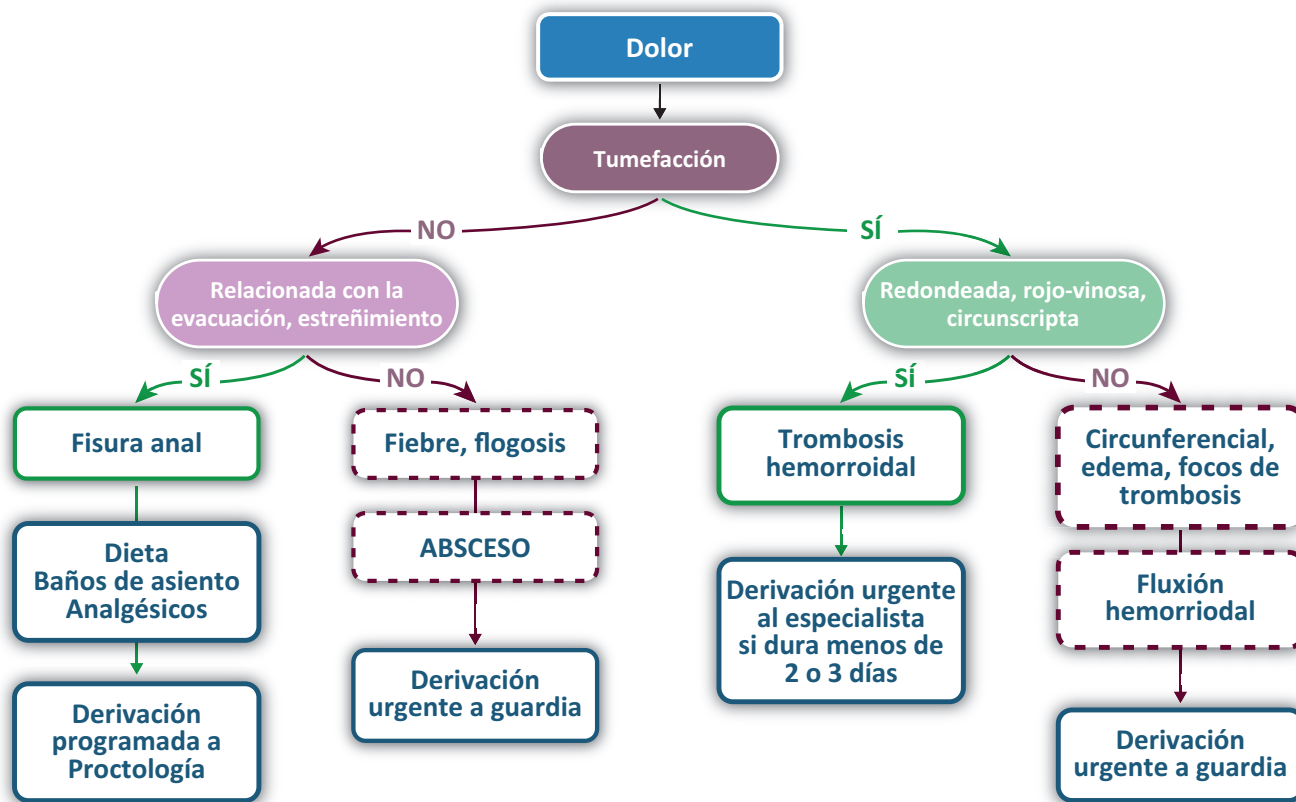 Dolor
Tumefacción
NO
SÍ
Relacionada con la
evacuación, estreñimiento
Redondeada, rojo-vinosa,
circunscripta
SÍ
NO
SÍ
NO
Fisura anal
Fiebre, flogosis
Trombosis
hemorroidal
Circunferencial,
edema, focos de
trombosis
Dieta
Baños de asiento
Analgésicos
ABSCESO
Derivación urgente
al especialista
si dura menos de
2 o 3 días
Fluxión
hemorriodal
Derivación
programada a
Proctología
Derivación
urgente a guardia
Derivación
urgente a guardia